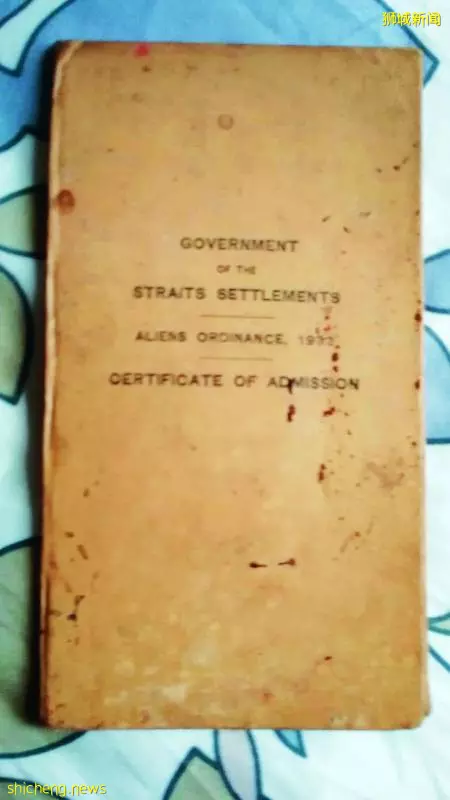 狮城新闻
GOVERNMENT
OF THE
STRAITS SETTLEMENTS
ALIENS ORDINANCE,
CERTIFICATE OF ADMISSION
shicheng.news